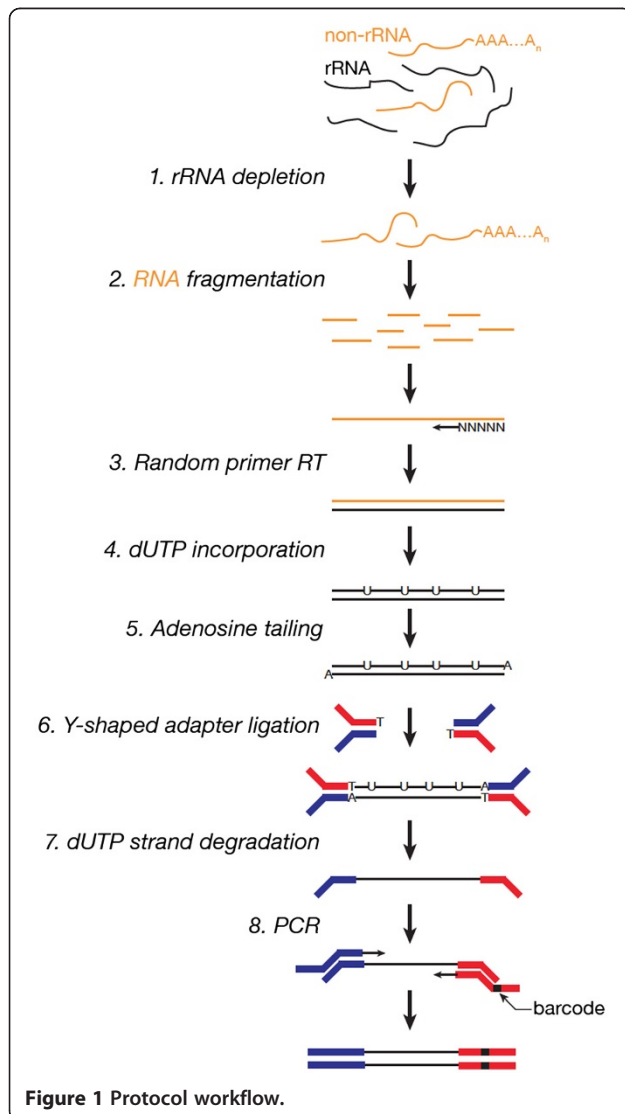 non-rRNA
AAA...An
rRNA
1. rRNA depletion
AAA...An
2. RNA fragmentation
NNNNN
3. Random primer RT
4. dUTP incorporation
U U U U
5. Adenosine tailing
U U U U A
A
6. Y-shaped adapter ligation
T
T
T U U U U A
A T
7. dUTP strand degradation
8. PCR
barcode
Figure 1 Protocol workflow.